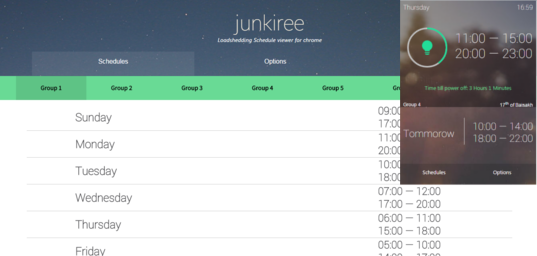 junkiree
Loadshedding Schedule viewer for chrome
Schedules
Options
Group 1
Group 2
Group 3
Group 4
Group 5
Sunday
09:00
17:00
Monday
11:00
20:00
Tuesday
10:00
18:00
Wednesday
07:00 — 12:00
17:00 — 20:00
Thursday
06:00 — 11:00
15:00 — 18:00
Friday
05:00 — 10:00
Thursday
16:59
11:00 — 15:00
20:00 — 23:00
Time till power off: 3 Hours 1 Minutes
Group 4
17th of Baisakh
Tommorow
10:00 — 14:00
18:00 — 22:00
Schedules
Options